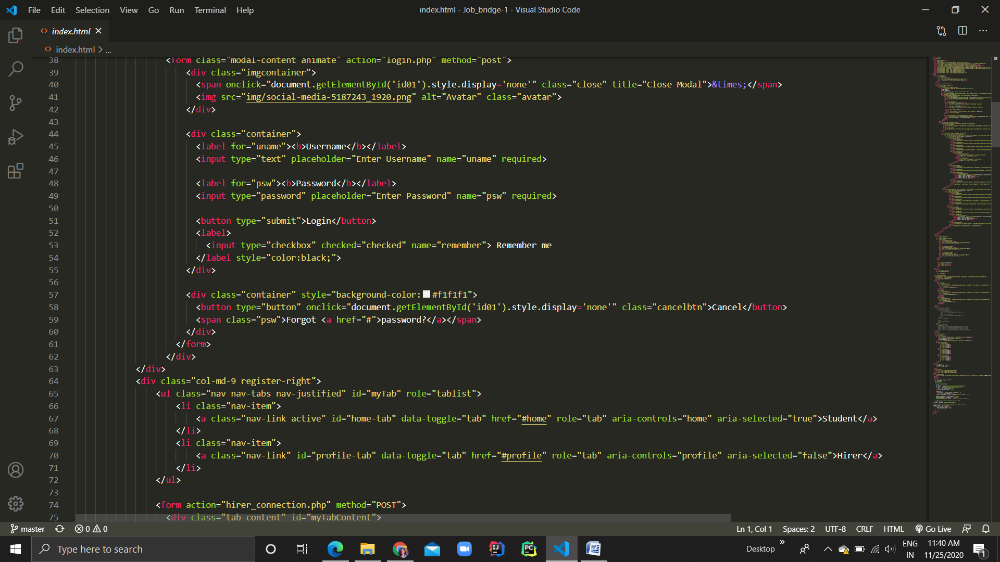 File Edit Selection View Go Run Terminal Help
index.html - Job_bridge-1 - Visual Studio Code
index.html
index.html > ...
38 <form class="modal-content animate" action="login.php" method="post">
39 <div class="imgcontainer">
40 <span onclick="document.getElementById('id01').style.display='none'" class="close" title="Close Modal">&times;</span>
41 <img src="img/social-media-5187243_1920.png" alt="Avatar" class="avatar">
42 </div>
43
44 <div class="container">
45 <label for="uname"><b>Username</b></label>
46 <input type="text" placeholder="Enter Username" name="uname" required>
47
48 <label for="psw"><b>Password</b></label>
49 <input type="password" placeholder="Enter Password" name="psw" required>
50
51 <button type="submit">Login</button>
52 <label>
53 <input type="checkbox" checked="checked" name="remember"> Remember me
54 </label style="color:black;">
55 </div>
56
57 <div class="container" style="background-color:#f1f1f1">
58 <button type="button" onclick="document.getElementById('id01').style.display='none'" class="cancelbtn">Cancel</button>
59 <span class="psw">Forgot <a href="#">password?</a></span>
60 </div>
61 </form>
62 </div>
63 </div>
64 <div class="col-md-9 register-right">
65 <ul class="nav nav-tabs nav-justified" id="myTab" role="tablist">
66 <li class="nav-item">
67 <a class="nav-link active" id="home-tab" data-toggle="tab" href="#home" role="tab" aria-controls="home" aria-selected="true">Student</a>
68 </li>
69 <li class="nav-item">
70 <a class="nav-link" id="profile-tab" data-toggle="tab" href="#profile" role="tab" aria-controls="profile" aria-selected="false">Hirer</a>
71 </li>
72 </ul>
73
74 <form action="hirer_connection.php" method="POST">
75 <div class="tab-content" id="myTabContent">
master 0 0 Ln 1, Col 1 Spaces: 2 UTF-8 CRLF HTML Go Live
Type here to search Desktop ENG IN 11:40 AM 11/25/2020 1